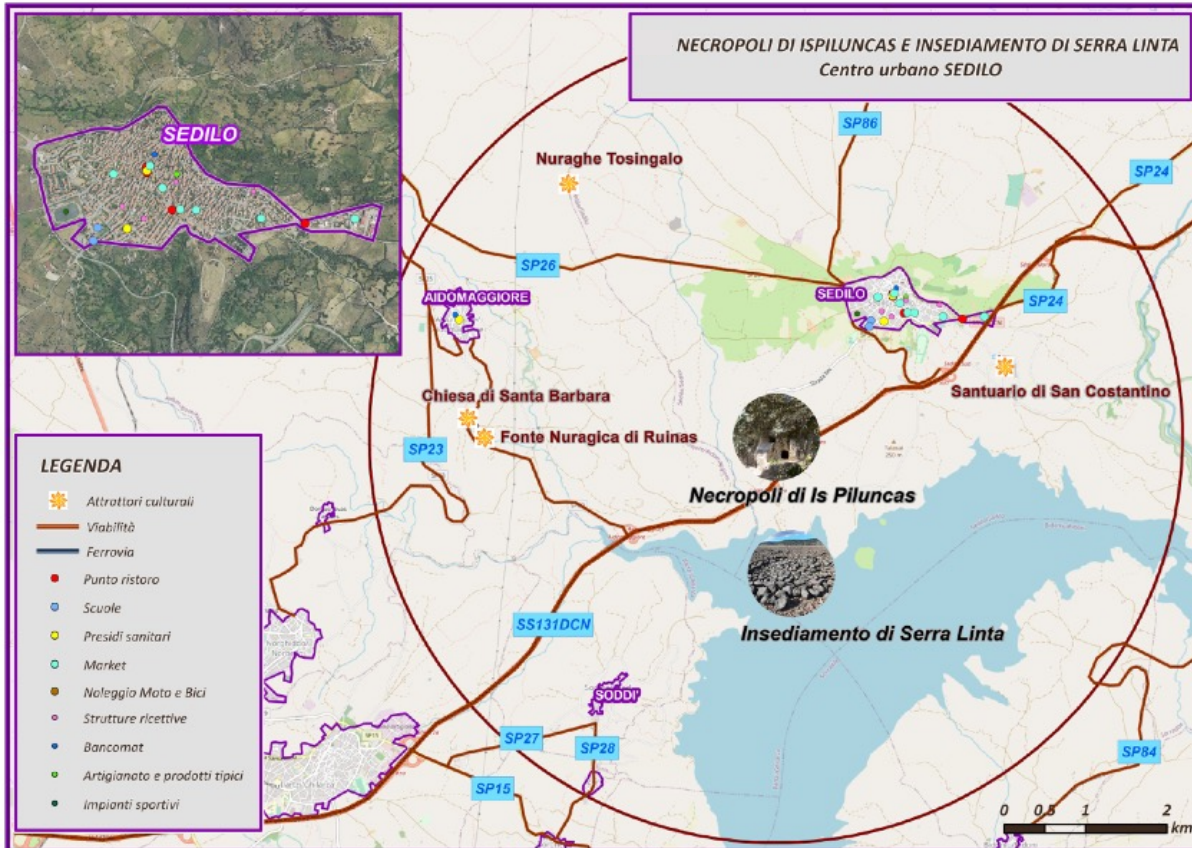 NECROPOLI DI ISPILUNCAS E INSEDIAMENTO DI SERRA LINTA
Centro urbano SEDILO
SEDILO
SP86
SP24
Nuraghe Tosingalo
SP26
SEDILO
SP24
AIDOMAGGIORE
Chiesa di Santa Barbara
Santuario di San Costantino
Fonte Nuragica di Ruinas
SP23
Necropoli di Is Piluncas
SS131DCN
Insediamento di Serra Linta
SODDI'
SP27
SP28
SP15
SP84
LEGENDA
Attrattori culturali
Viabilità
Ferrovia
Punto ristoro
Scuole
Presidi sanitari
Market
Noleggio Moto e Bici
Strutture ricettive
Bancomat
Artigianato e prodotti tipici
Impianti sportivi
0 0.5 1 2
km